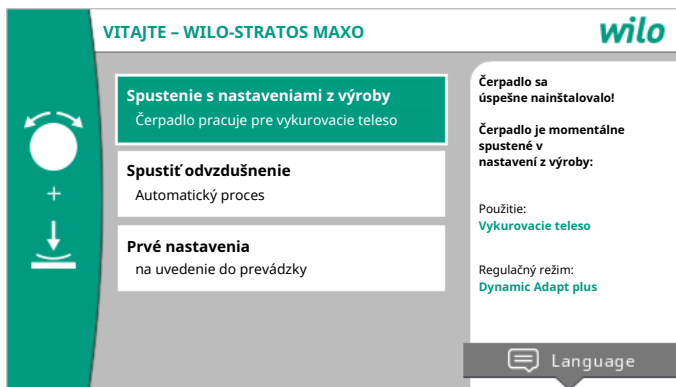 VITAJTE – WILO-STRATOS MAXO
wilo
Spustenie s nastaveniami z výroby
Čerpadlo pracuje pre vykurovacie teleso
Spustiť odvzdušnenie
Automatický proces
Prvé nastavenia
na uvedenie do prevádzky
+
Čerpadlo sa
úspešne nainštalovalo!
Čerpadlo je momentálne
spustené v
nastavení z výroby:
Použitie:
Vykurovacie teleso
Regulačný režim:
Dynamic Adapt plus
Language